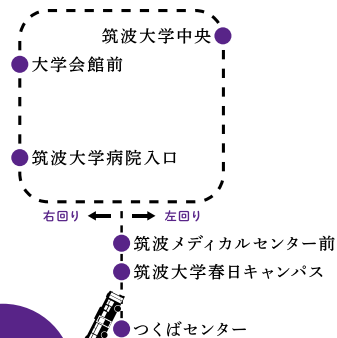 筑波大学中央
大学会館前
筑波大学病院入口
右回り 左回り
筑波メディカルセンター前
筑波大学春日キャンパス
つくばセンター